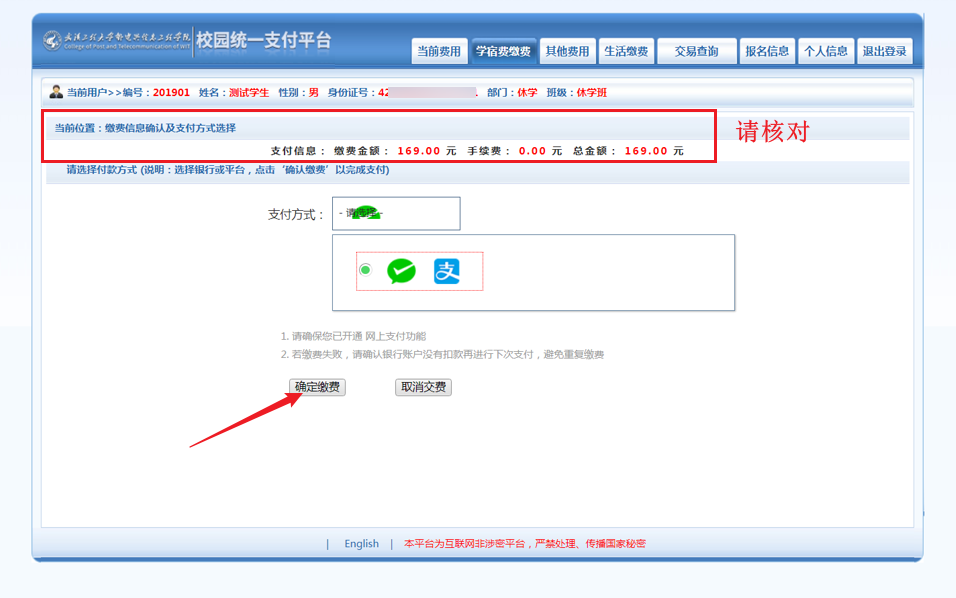 武汉工程大学邮电与信息工程学院
College of Post and Telecommunication of WIT
校园统一支付平台
当前费用 学宿费缴费 其他费用 生活缴费 交易查询 报名信息 个人信息 退出登录
当前用户>>编号：201901 姓名：测试学生 性别：男 身份证号：42 部门：休学 班级：休学班
当前位置：缴费信息确认及支付方式选择
请核对
支付信息： 缴费金额： 169.00 元 手续费： 0.00 元 总金额： 169.00 元
请选择付款方式 (说明：选择银行或平台，点击‘确认缴费’以完成支付)
支付方式： - 请选择 -
支
1. 请确保您已开通 网上支付功能
2. 若缴费失败，请确认银行账户没有扣款再进行下次支付，避免重复缴费
确定缴费 取消交费
| English | 本平台为互联网非涉密平台，严禁处理、传播国家秘密